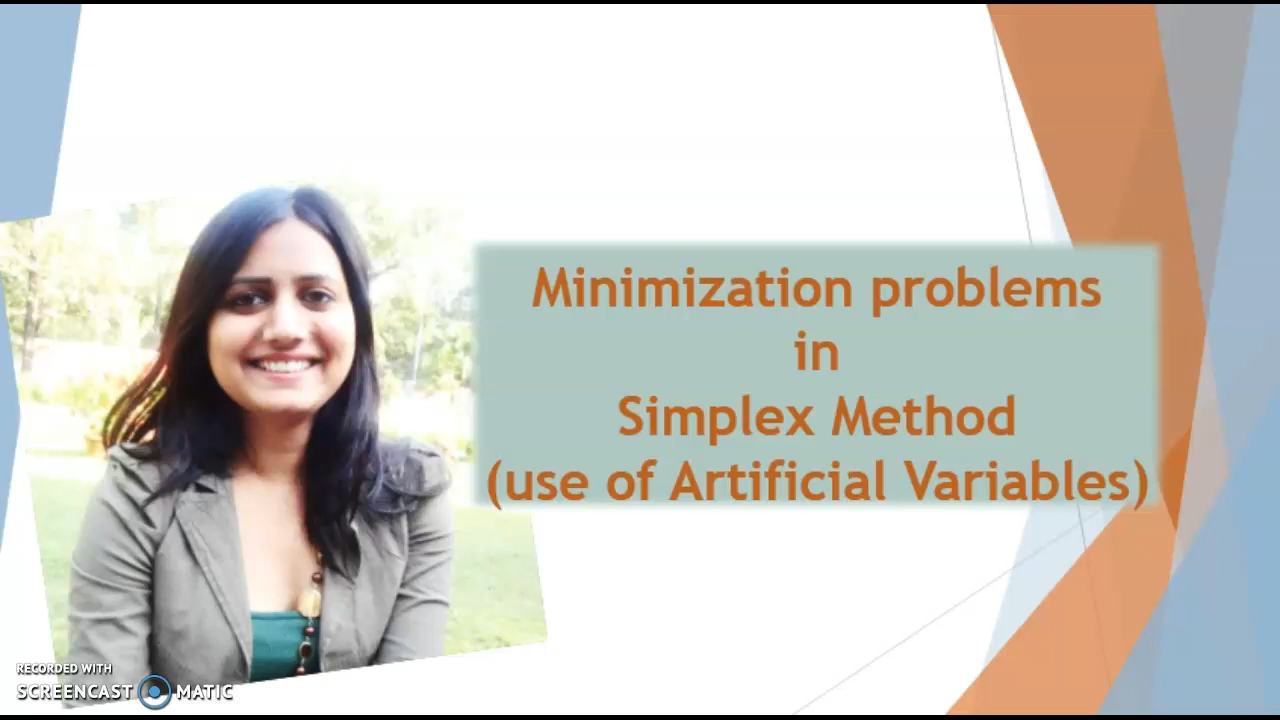 Minimization problems
in
Simplex Method
(use of Artificial Variables)
RECORDED WITH
SCREENCAST MATIC